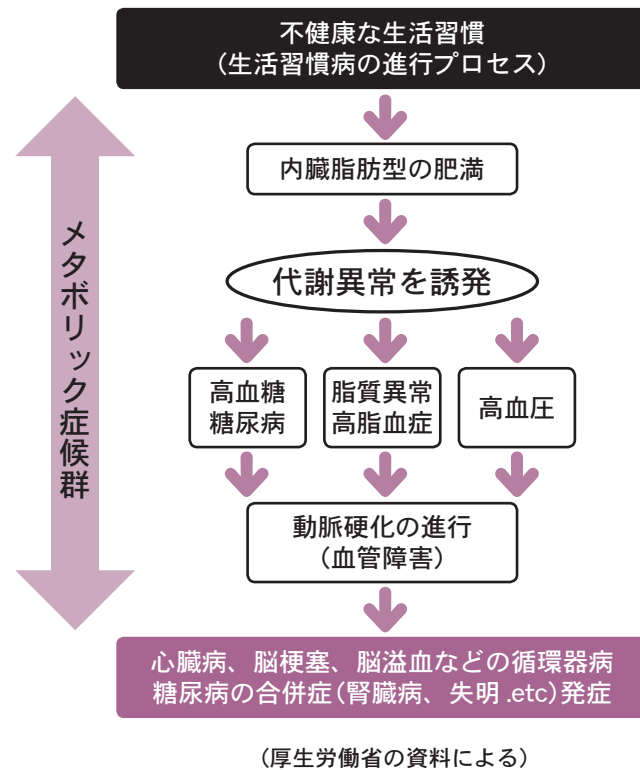 不健康な生活習慣
（生活習慣病の進行プロセス）
メタボリック症候群
内臓脂肪型の肥満
代謝異常を誘発
高血糖
糖尿病
脂質異常
高脂血症
高血圧
動脈硬化の進行
（血管障害）
心臓病、脳梗塞、脳溢血などの循環器病
糖尿病の合併症（腎臓病、失明.etc）発症
（厚生労働省の資料による）